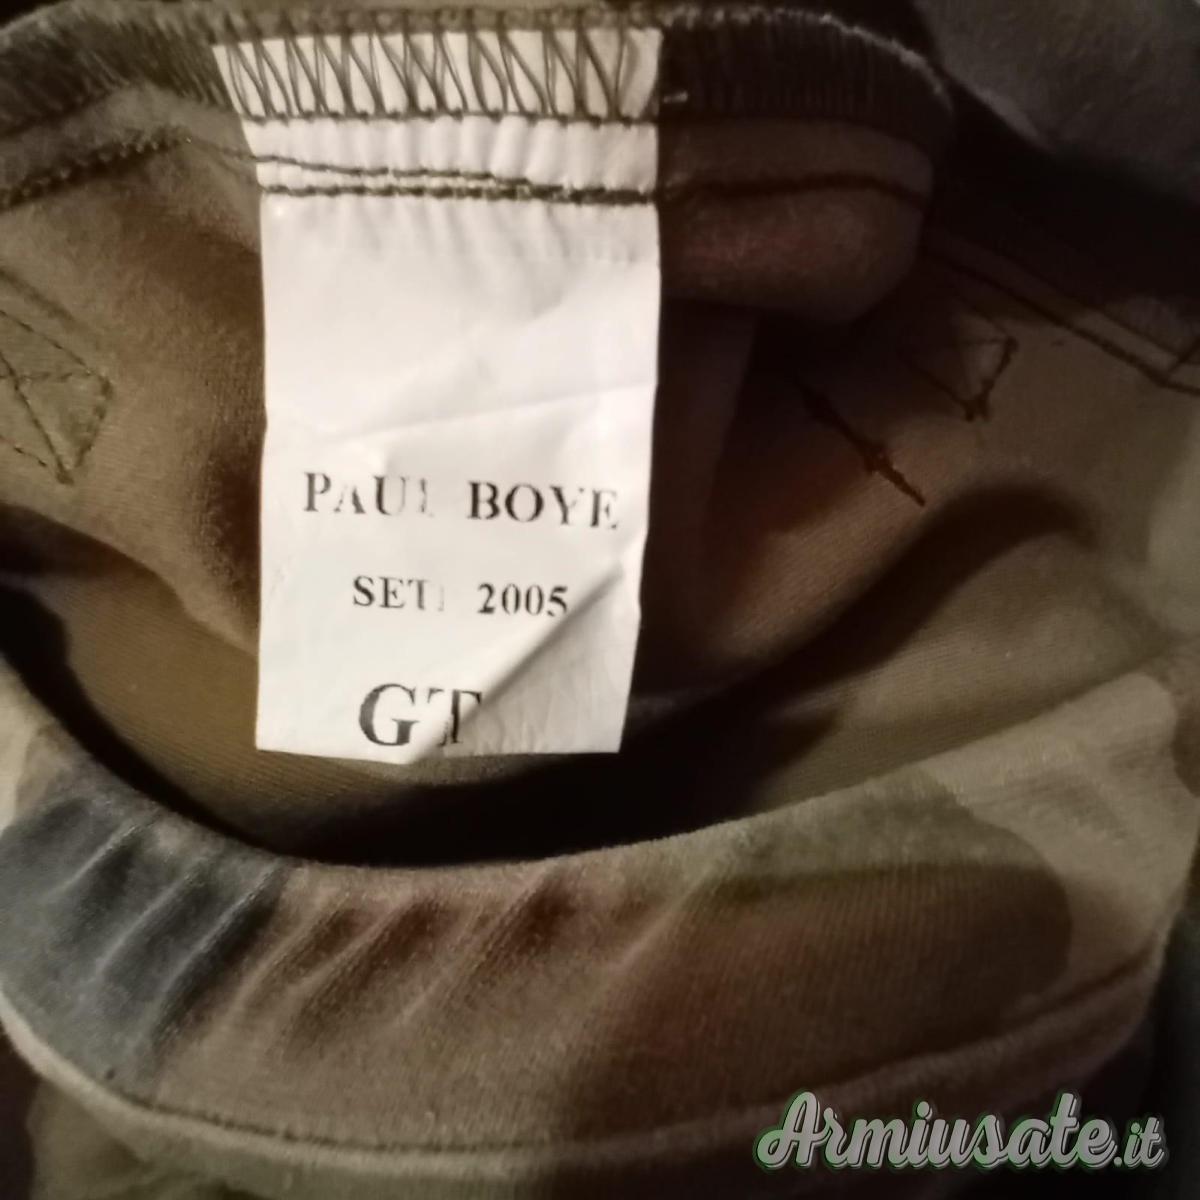 PAUL BOYE
SET. 2005
GT
Armiusate.it